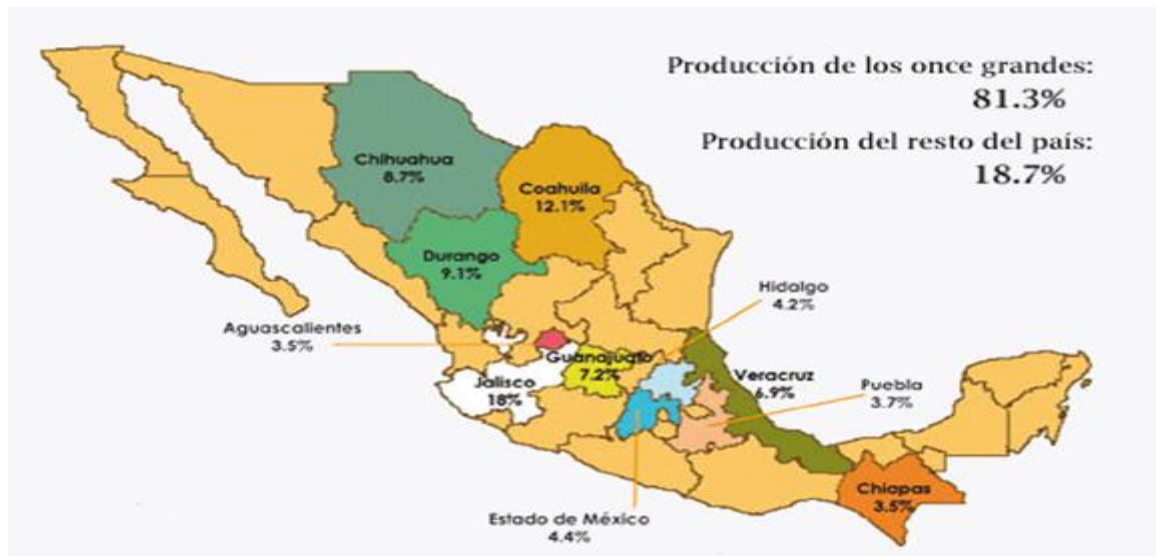 Producción de los once grandes:
81.3%
Producción del resto del país:
18.7%
Chihuahua
8.7%
Coahuila
12.1%
Durango
9.1%
Hidalgo
4.2%
Aguascalientes
3.5%
Guanajuato
7.2%
Jalisco
18%
Veracruz
6.9%
Puebla
3.7%
Chiapas
3.5%
Estado de México
4.4%